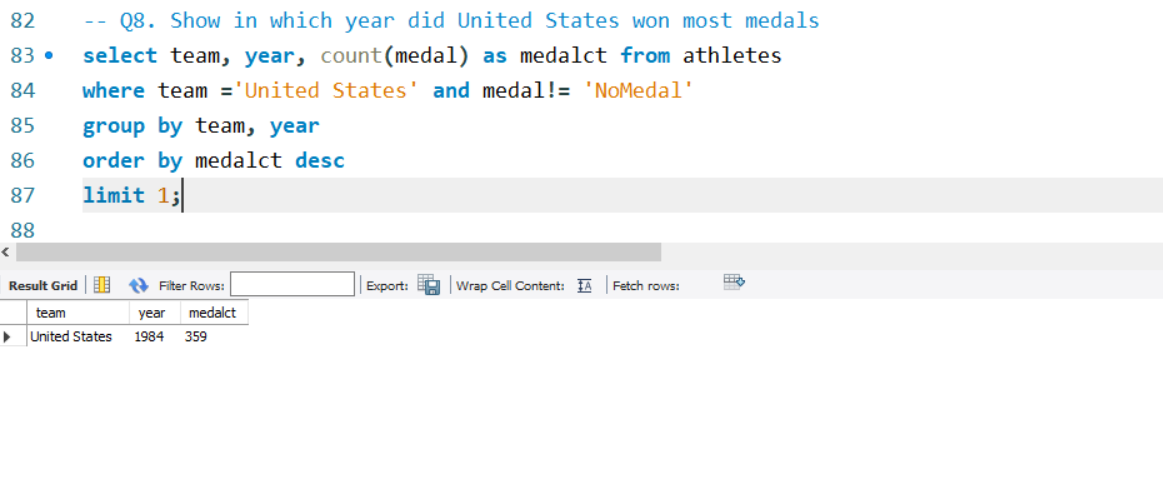 82 -- Q8. Show in which year did United States won most medals
83 select team, year, count(medal) as medalct from athletes
84 where team ='United States' and medal!= 'NoMedal'
85 group by team, year
86 order by medalct desc
87 limit 1;
88
Result Grid Filter Rows: Export: Wrap Cell Content: Fetch rows:
team year medalct
United States 1984 359